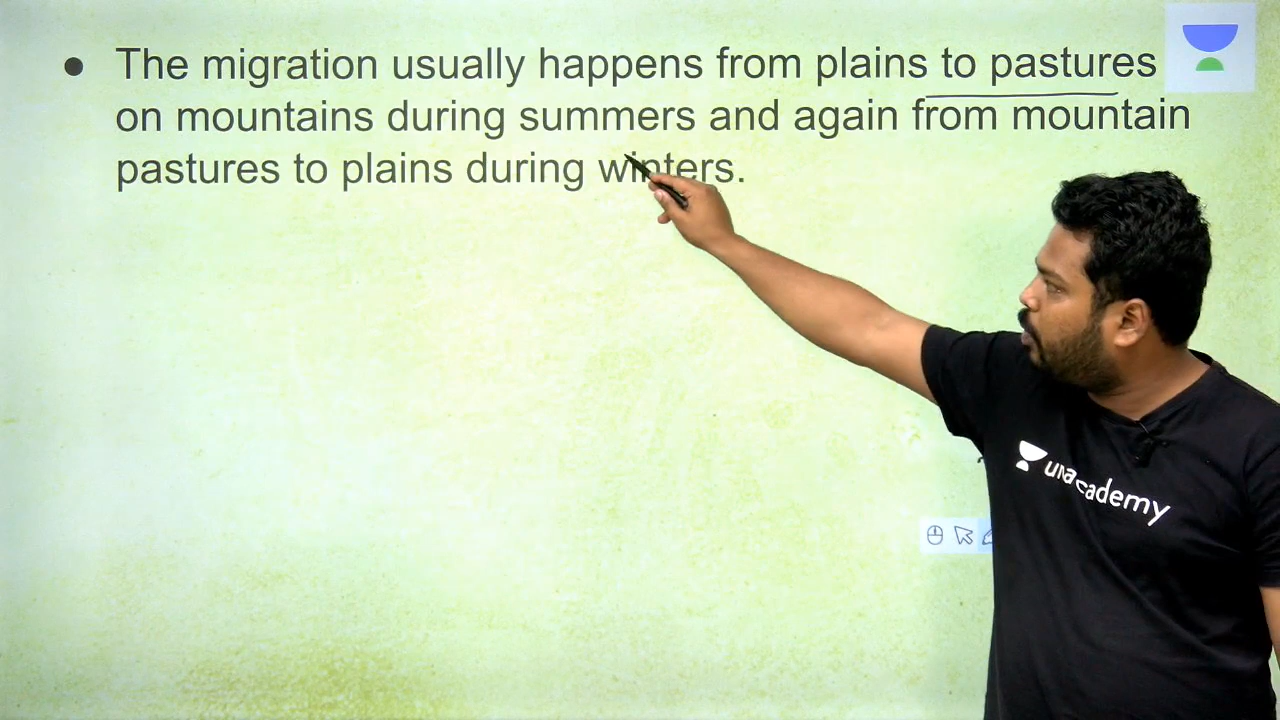 ● The migration usually happens from plains to pastures
on mountains during summers and again from mountain
pastures to plains during winters.
unacademy